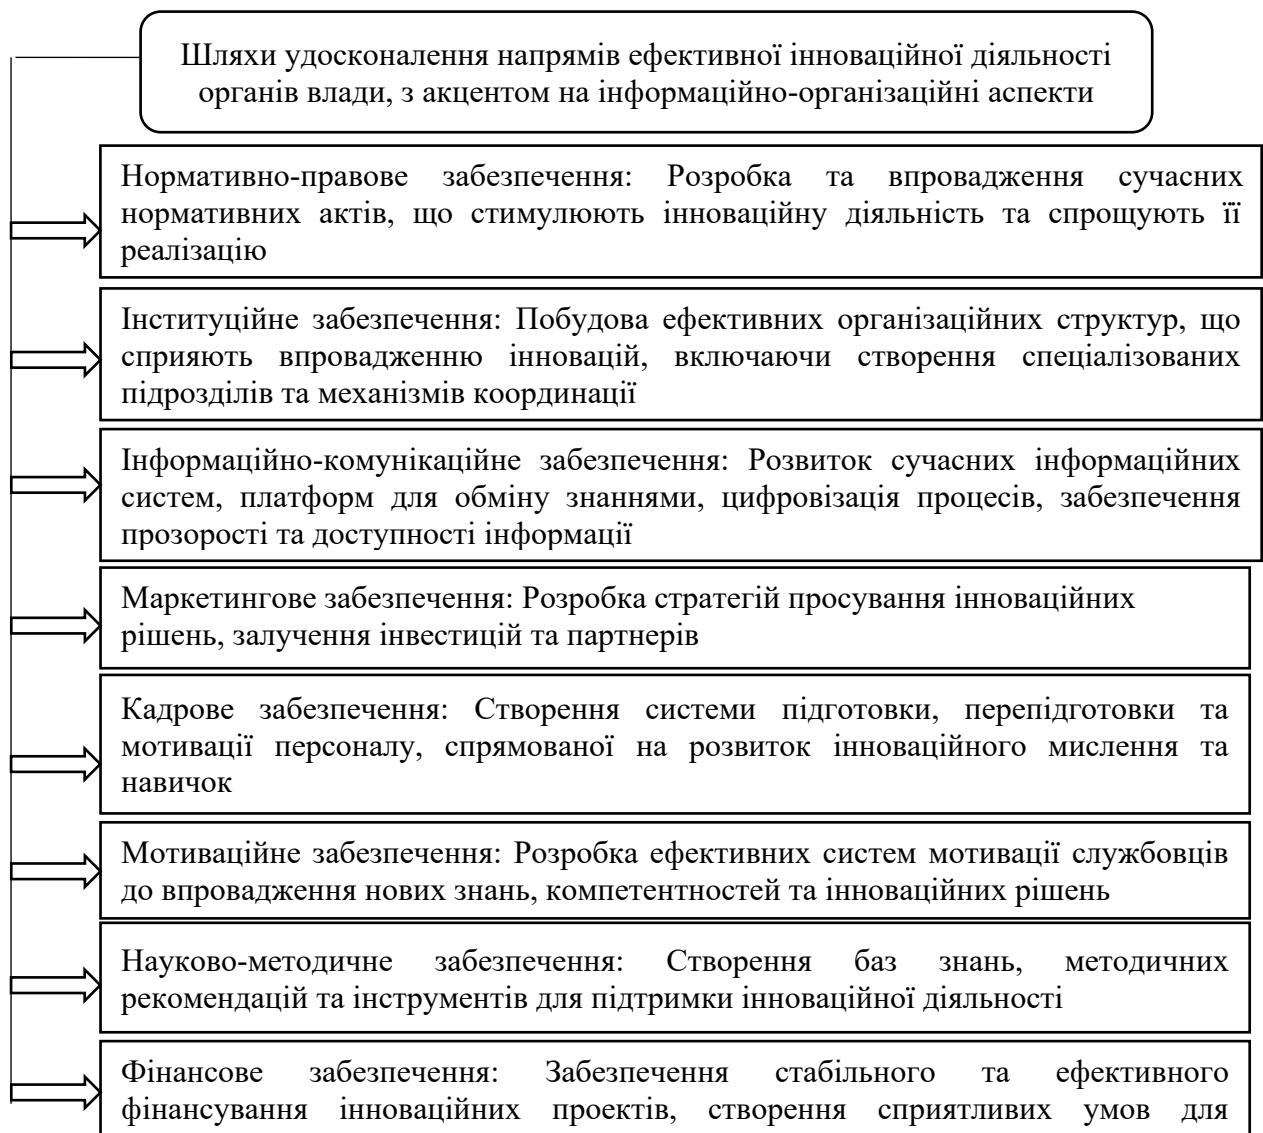 Шляхи удосконалення напрямів ефективної інноваційної діяльності
органів влади, з акцентом на інформаційно-організаційні аспекти
Нормативно-правове забезпечення: Розробка та впровадження сучасних
нормативних актів, що стимулюють інноваційну діяльність та спрощують її
реалізацію
Інституційне забезпечення: Побудова ефективних організаційних структур, що
сприяють впровадженню інновацій, включаючи створення спеціалізованих
підрозділів та механізмів координації
Інформаційно-комунікаційне забезпечення: Розвиток сучасних інформаційних
систем, платформ для обміну знаннями, цифровізація процесів, забезпечення
прозорості та доступності інформації
Маркетингове забезпечення: Розробка стратегій просування інноваційних
рішень, залучення інвестицій та партнерів
Кадрове забезпечення: Створення системи підготовки, перепідготовки та
мотивації персоналу, спрямованої на розвиток інноваційного мислення та
навичок
Мотиваційне забезпечення: Розробка ефективних систем мотивації службовців
до впровадження нових знань, компетентностей та інноваційних рішень
Науково-методичне забезпечення: Створення баз знань, методичних
рекомендацій та інструментів для підтримки інноваційної діяльності
Фінансове забезпечення: Забезпечення стабільного та ефективного
фінансування інноваційних проектів, створення сприятливих умов для